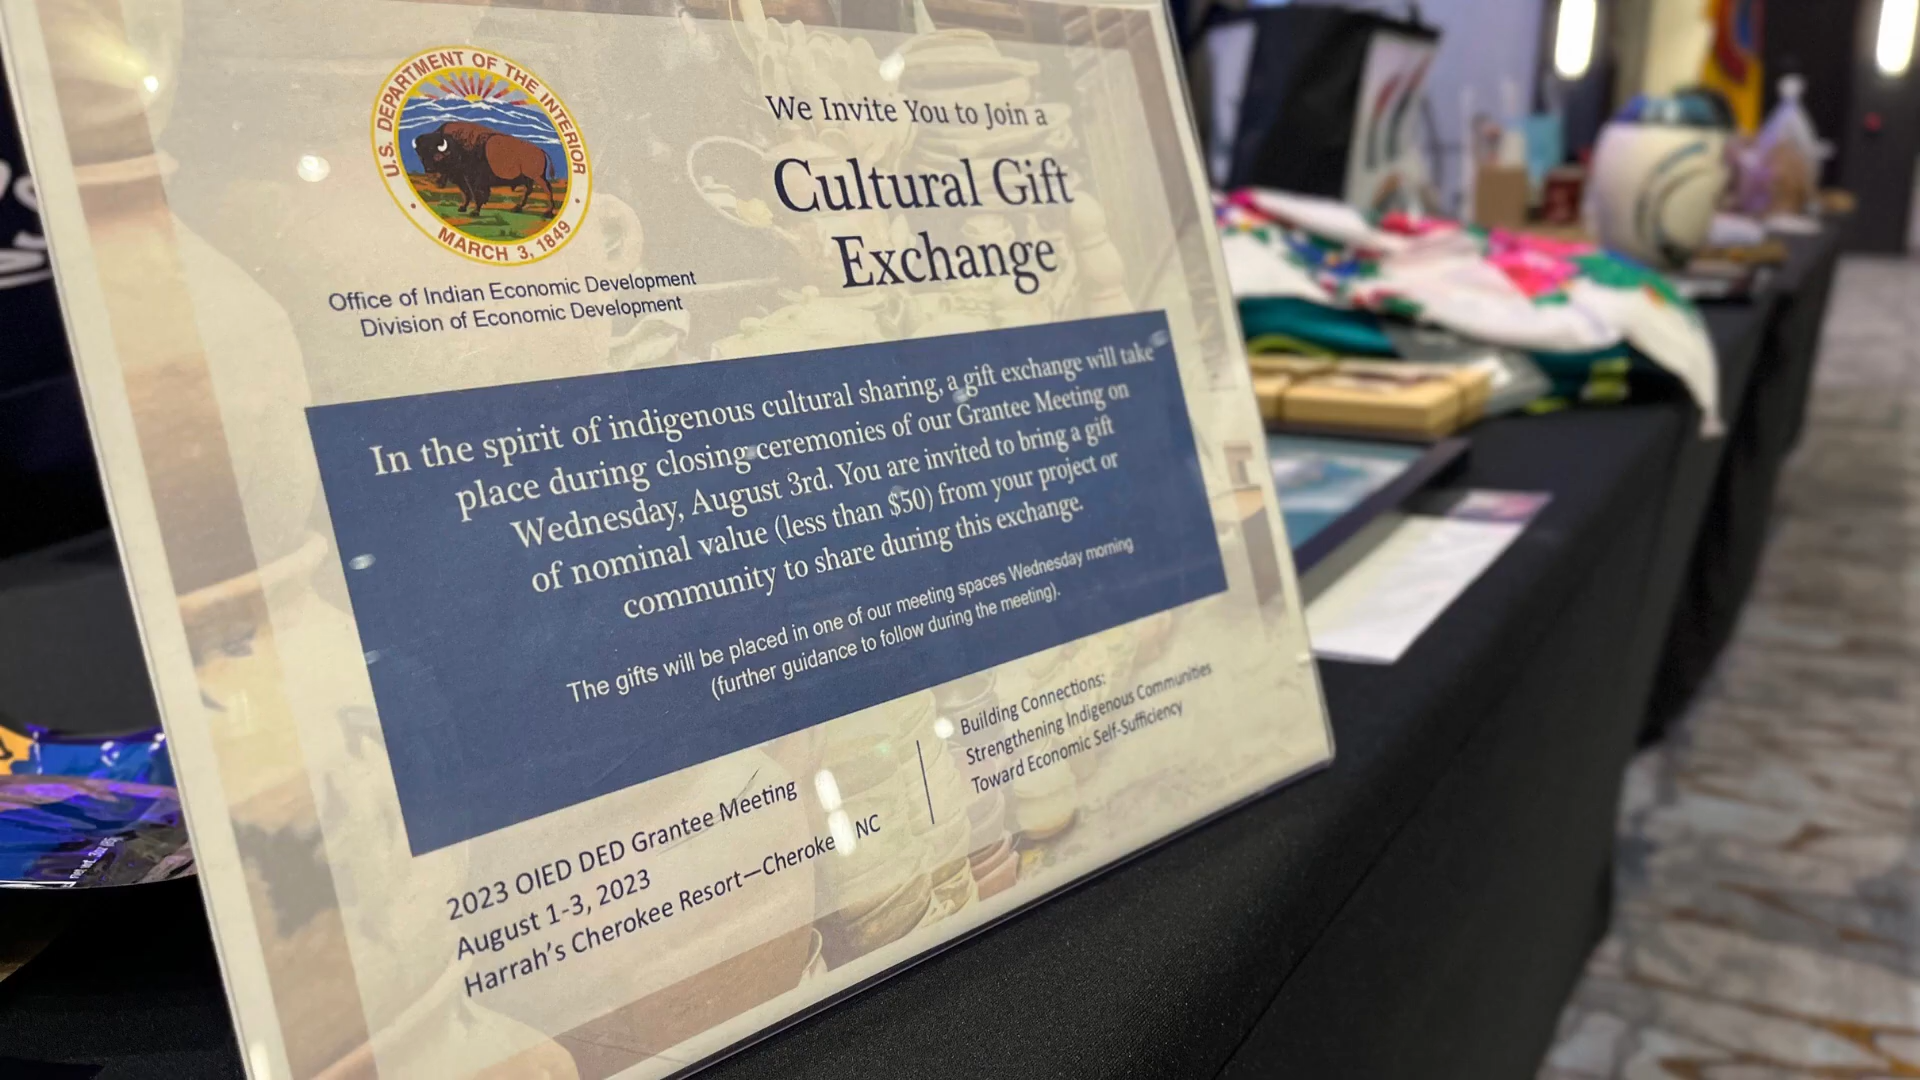 U.S. DEPARTMENT OF THE INTERIOR
MARCH 3, 1849
Office of Indian Economic Development
Division of Economic Development
We Invite You to Join a
Cultural Gift
Exchange
In the spirit of indigenous cultural sharing, a gift exchange will take
place during closing ceremonies of our Grantee Meeting on
Wednesday, August 3rd. You are invited to bring a gift
of nominal value (less than $50) from your project or
community to share during this exchange.
The gifts will be placed in one of our meeting spaces Wednesday morning
(further guidance to follow during the meeting).
2023 OIED DED Grantee Meeting
August 1-3, 2023
Harrah's Cherokee Resort—Cherokee, NC
Building Connections:
Strengthening Indigenous Communities
Toward Economic Self-Sufficiency